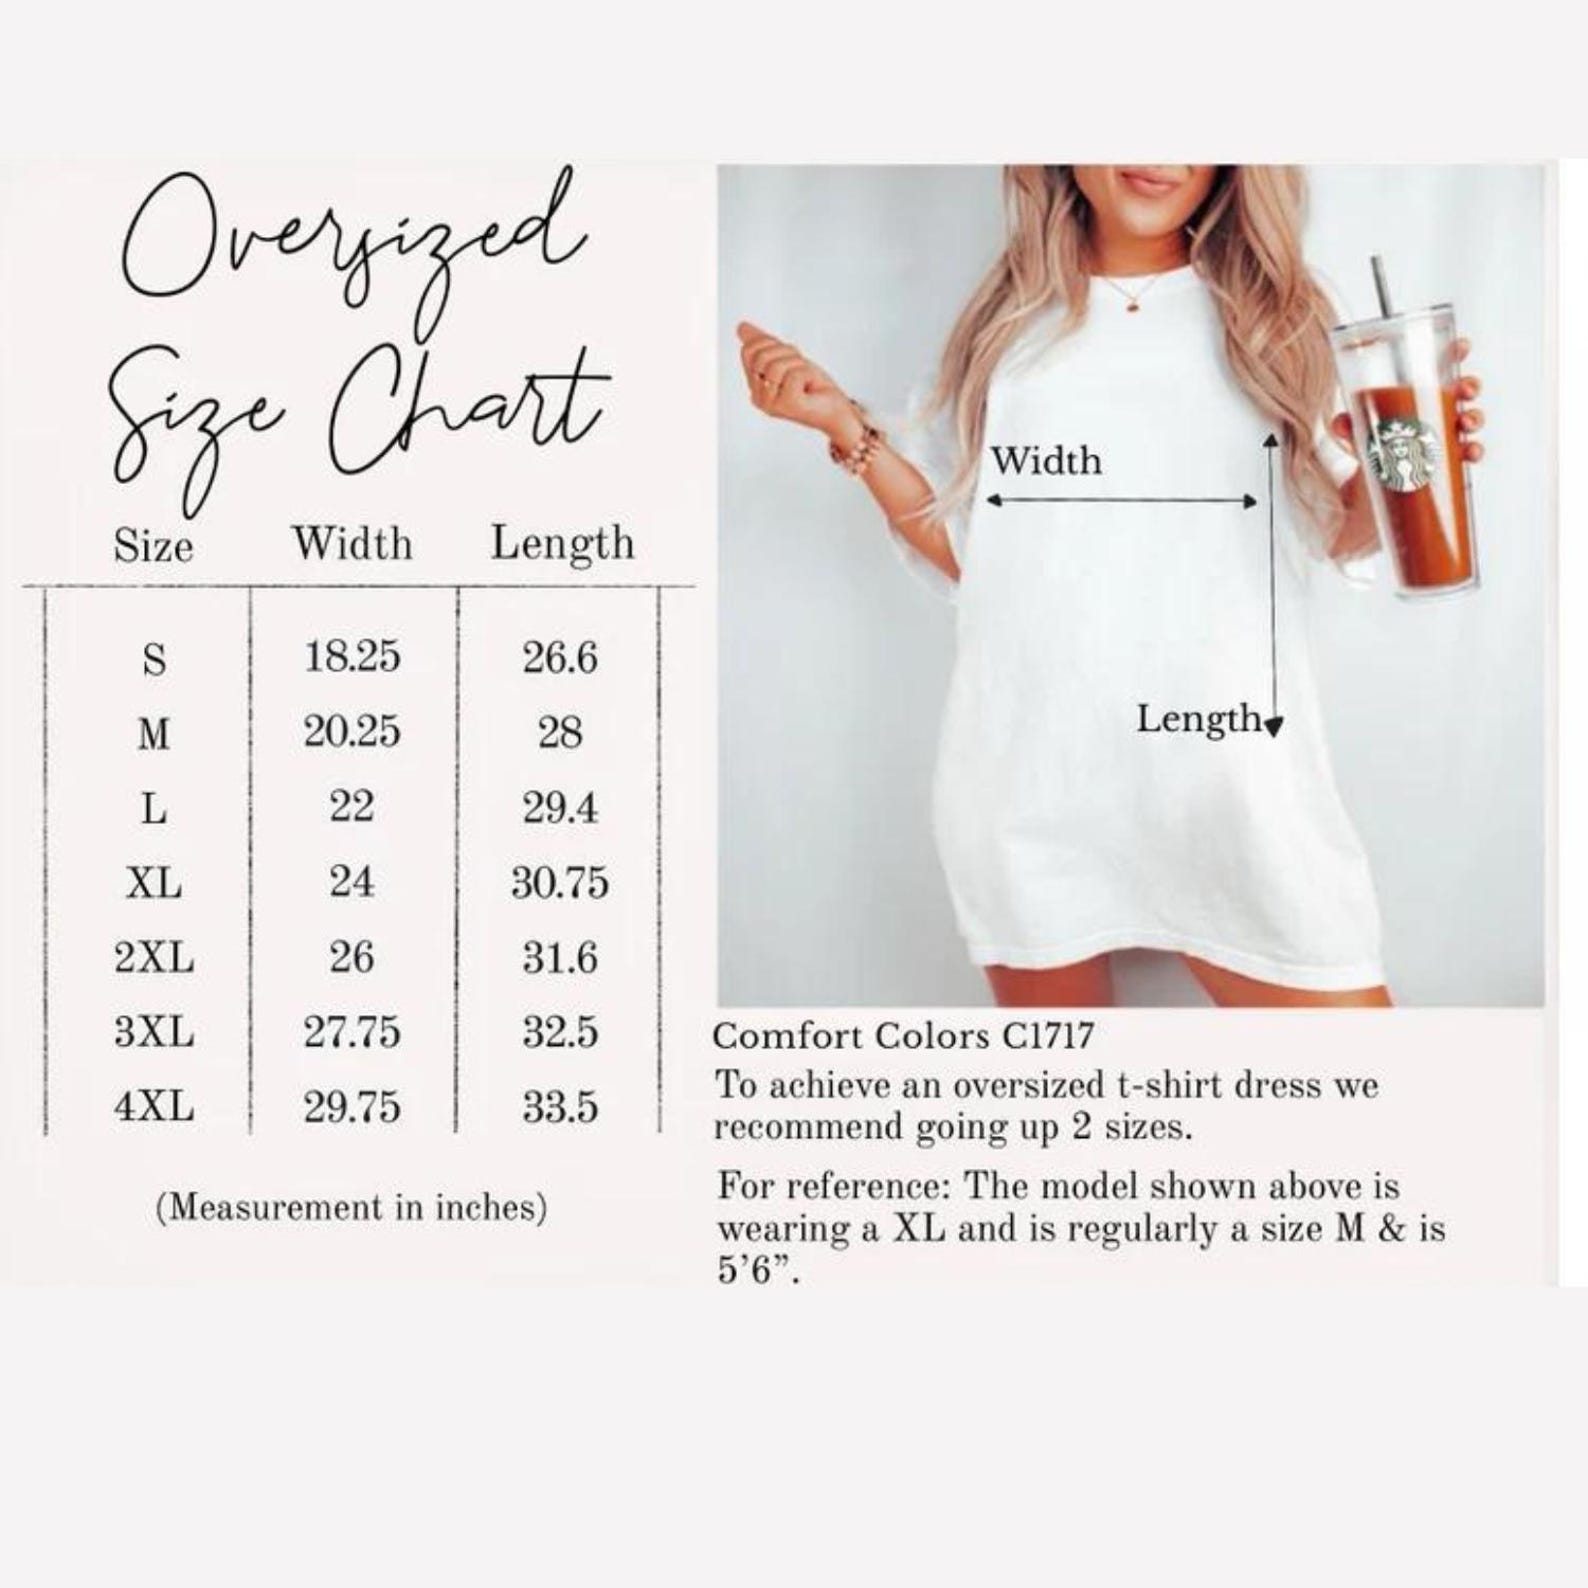 Oversized
Size Chart
Size Width Length
S 18.25 26.6
M 20.25 28
L 22 29.4
XL 24 30.75
2XL 26 31.6
3XL 27.75 32.5
4XL 29.75 33.5
(Measurement in inches)
Width
Length
Comfort Colors C1717
To achieve an oversized t-shirt dress we
recommend going up 2 sizes.
For reference: The model shown above is
wearing a XL and is regularly a size M & is
5’6”.